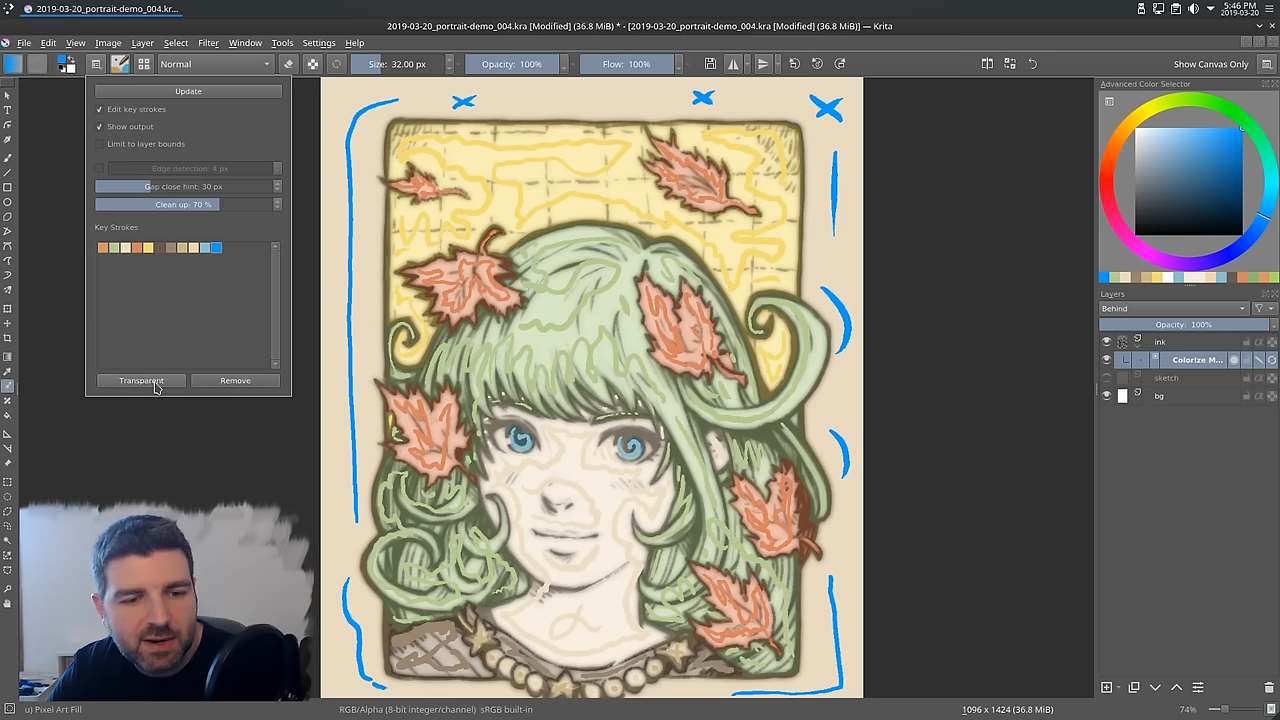 2019-03-20_portrait-demo_004.kr...
5:46 PM
2019-03-20
2019-03-20_portrait-demo_004.kra [Modified] (36.8 MiB) * - [2019-03-20_portrait-demo_004.kra [Modified] (36.8 MiB)] — Krita
File Edit View Image Layer Select Filter Window Tools Settings Help
Normal Size: 32.00 px Opacity: 100% Flow: 100% Show Canvas Only
Update
Edit key strokes
Show output
Limit to layer bounds
Edge detection: 4 px
Gap close hint: 30 px
Clean up: 70 %
Key Strokes
Transparent Remove
Advanced Color Selector
Layers
Behind
Opacity: 100%
ink
Colorize M...
sketch
bg
u) Pixel Art Fill RGB/Alpha (8-bit integer/channel) sRGB built-in 1096 x 1424 (36.8 MiB) 74%